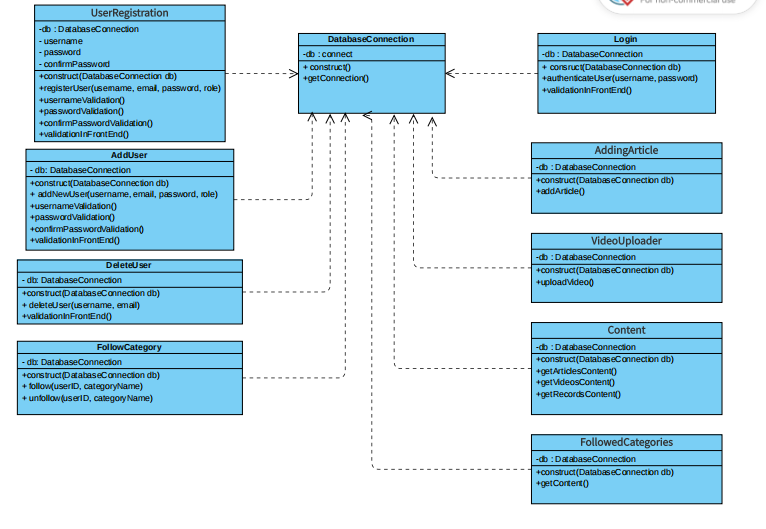 For non-commercial use
UserRegistration
-db : DatabaseConnection
- username
- password
- confirmPassword
+construct(DatabaseConnection db)
+registerUser(username, email, password, role)
+usernameValidation()
+passwordValidation()
+confirmPasswordValidation()
+validationInFrontEnd()
DatabaseConnection
-db : connect
+ construct()
+getConnection()
Login
-db : DatabaseConnection
+ consruct(DatabaseConnection db)
+authenticateUser(username, password)
+validationInFrontEnd()
AddUser
- db: DatabaseConnection
+construct(DatabaseConnection db)
+ addNewUser(username, email, password, role)
+usernameValidation()
+passwordValidation()
+confirmPasswordValidation()
+validationInFrontEnd()
AddingArticle
-db : DatabaseConnection
+construct(DatabaseConnection db)
+addArticle()
VideoUploader
-db : DatabaseConnection
+construct(DatabaseConnection db)
+uploadVideo()
DeleteUser
- db: DatabaseConnection
+construct(DatabaseConnection db)
+ deleteUser(username, email)
+validationInFrontEnd()
Content
-db : DatabaseConnection
+construct(DatabaseConnection db)
+getArticlesContent()
+getVideosContent()
+getRecordsContent()
FollowCategory
- db: DatabaseConnection
+construct(DatabaseConnection db)
+ follow(userID, categoryName)
+ unfollow(userID, categoryName)
FollowedCategories
-db : DatabaseConnection
+construct(DatabaseConnection db)
+getContent()